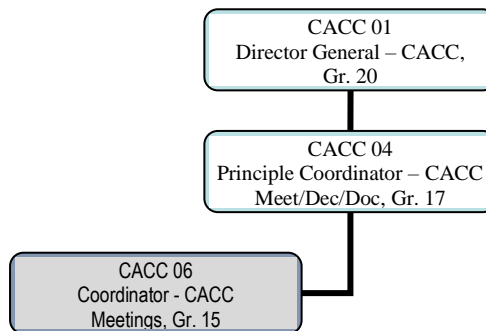 CACC 01
Director General – CACC,
Gr. 20
CACC 04
Principle Coordinator – CACC
Meet/Dec/Doc, Gr. 17
CACC 06
Coordinator - CACC
Meetings, Gr. 15